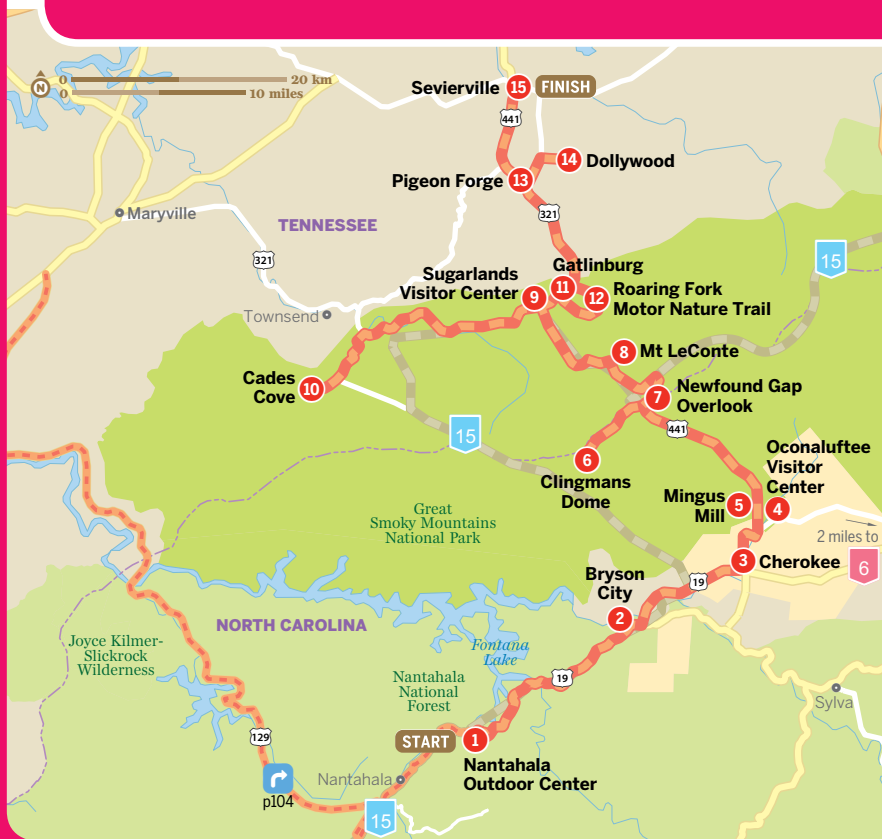 N
0
20 km
0
10 miles
Sevierville
15
FINISH
441
Pigeon Forge
13
14
Dollywood
321
Maryville
TENNESSEE
321
15
Gatlinburg
Sugarlands
Visitor Center
9
11
12
Roaring Fork
Motor Nature Trail
Townsend
8
Mt LeConte
Cades
Cove
10
7
Newfound Gap
Overlook
441
15
6
Clingmans
Dome
Oconaluftee
Visitor
Center
Mingus
Mill
5
4
Great
Smoky Mountains
National Park
2 miles to
6
3
Cherokee
19
Bryson
City
2
NORTH CAROLINA
Joyce Kilmer-
Slickrock
Wilderness
Fontana
Lake
Nantahala
National
Forest
19
Sylva
129
START
1
Nantahala
Outdoor Center
Nantahala
p104
15